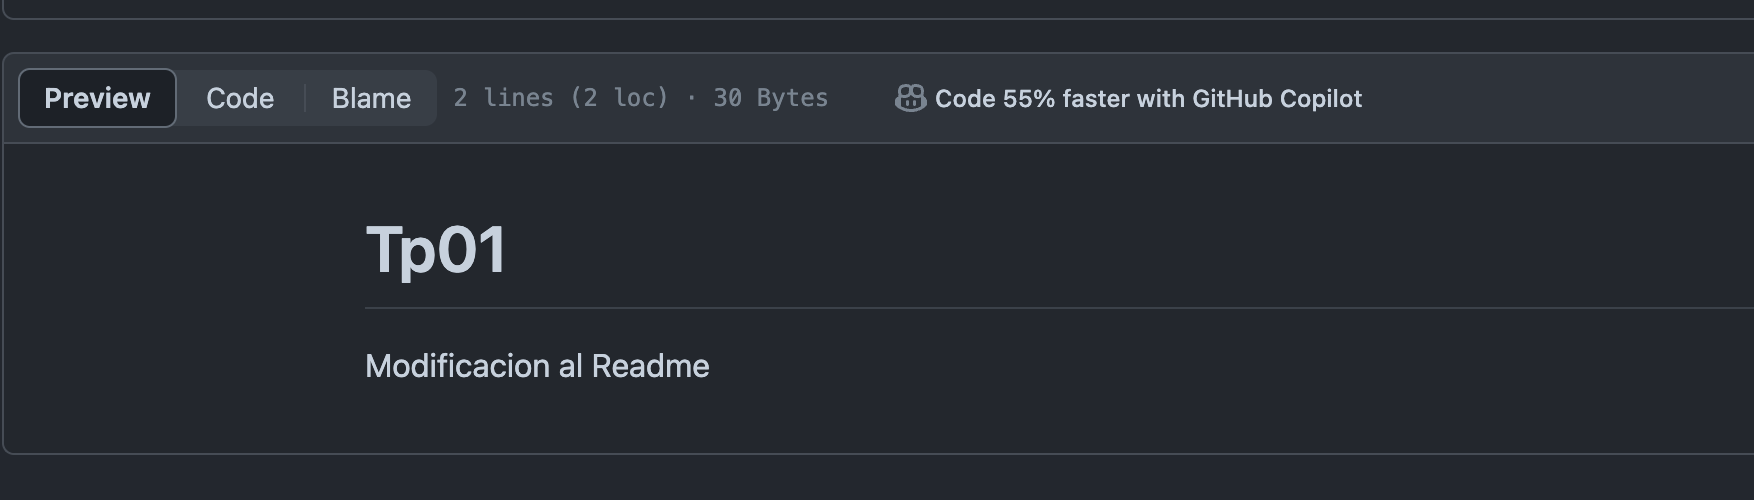 Preview Code Blame 2 lines (2 loc) · 30 Bytes Code 55% faster with GitHub Copilot
Tp01
Modificacion al Readme